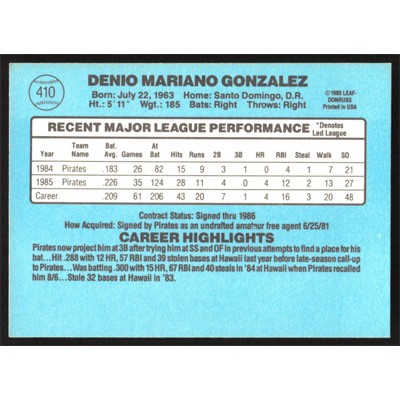 410
DENIO MARIANO GONZALEZ
Born: July 22, 1963 Home: Santo Domingo, D.R.
Ht.: 5'11" Wgt.: 185 Bats: Right Throws: Right
©1985 LEAF-
DONRUSS
Printed in USA
RECENT MAJOR LEAGUE PERFORMANCE *Denotes Led League
Year Team Name Bat. Avg. Games At Bat Hits Runs 2B 3B HR RBI Steal Walk SO
1984 Pirates .183 26 82 15 9 3 1 0 4 1 7 21
1985 Pirates .226 35 124 28 11 4 0 4 12 2 13 27
Career .209 61 206 43 20 7 1 4 16 3 20 48
Contract Status: Signed thru 1986
How Acquired: Signed by Pirates as an undrafted amateur free agent 6/25/81
CAREER HIGHLIGHTS
Pirates now project him at 3B after trying him at SS and OF in previous attempts to find a place for his
bat...Hit .288 with 12 HR, 57 RBI and 39 stolen bases at Hawaii last year before late-season call-up
to Pirates...Was batting .300 with 15 HR, 67 RBI and 40 steals in '84 at Hawaii when Pirates recalled
him 8/6...Stole 32 bases at Hawaii in '83.